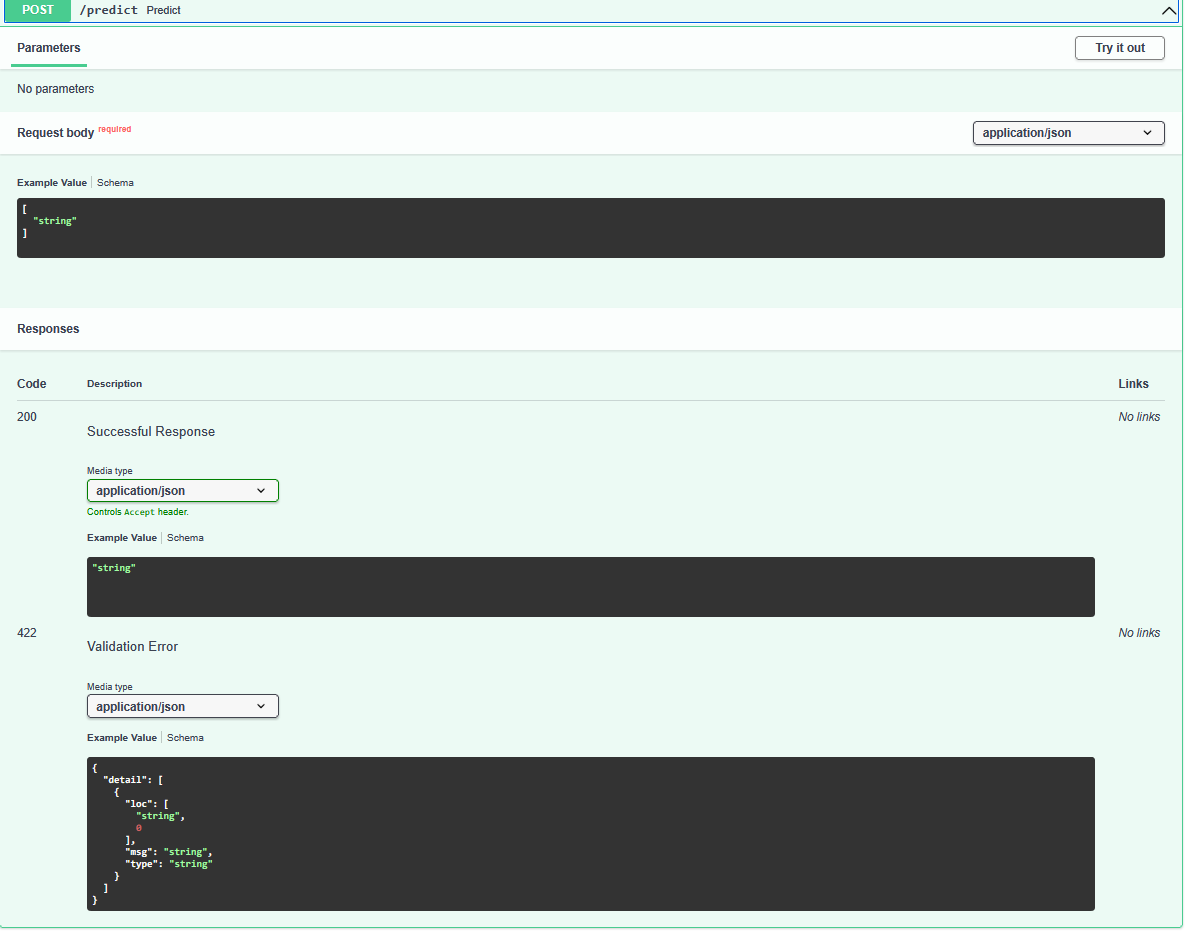 POST /predict Predict
Parameters
Try it out
No parameters
Request body required
application/json
Example Value Schema
[
  "string"
]
Responses
Code Description Links
200 Successful Response No links
Media type
application/json
Controls Accept header.
Example Value Schema
"string"
422 Validation Error No links
Media type
application/json
Example Value Schema
{
  "detail": [
    {
      "loc": [
        "string",
        0
      ],
      "msg": "string",
      "type": "string"
    }
  ]
}